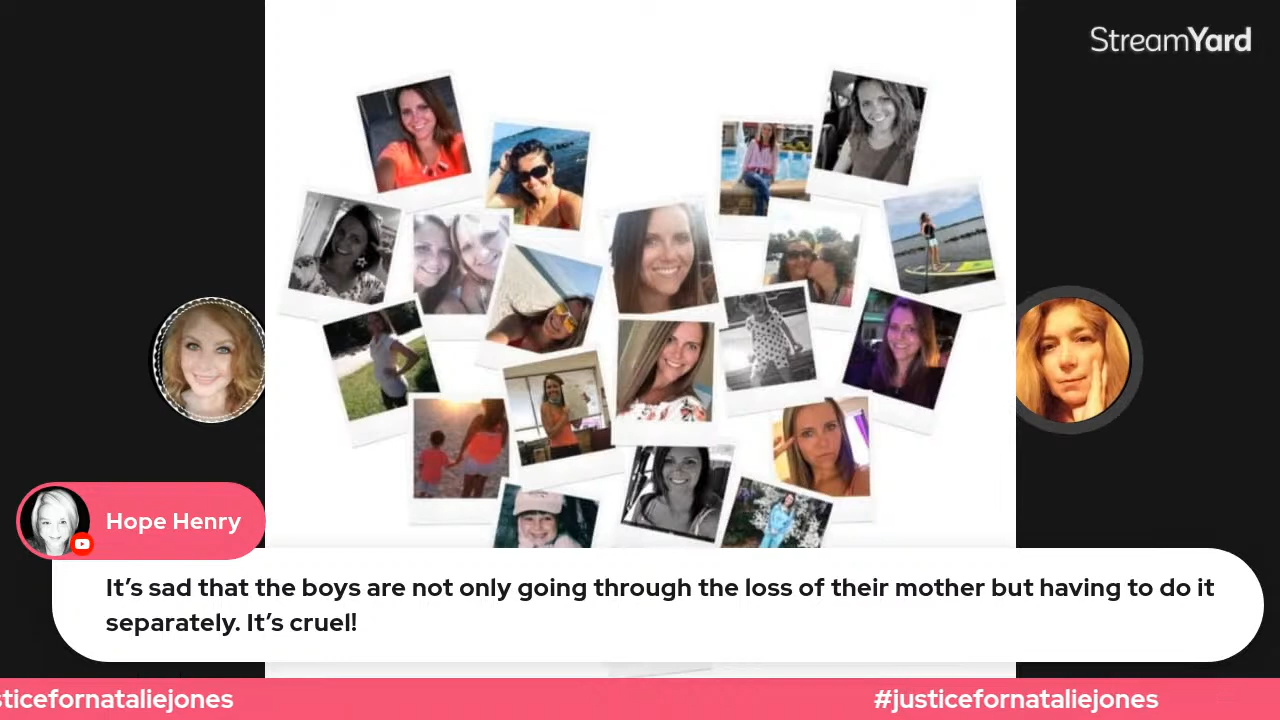 StreamYard
Hope Henry
It’s sad that the boys are not only going through the loss of their mother but having to do it
separately. It’s cruel!
sticefornataliejones
#justicefornataliejones